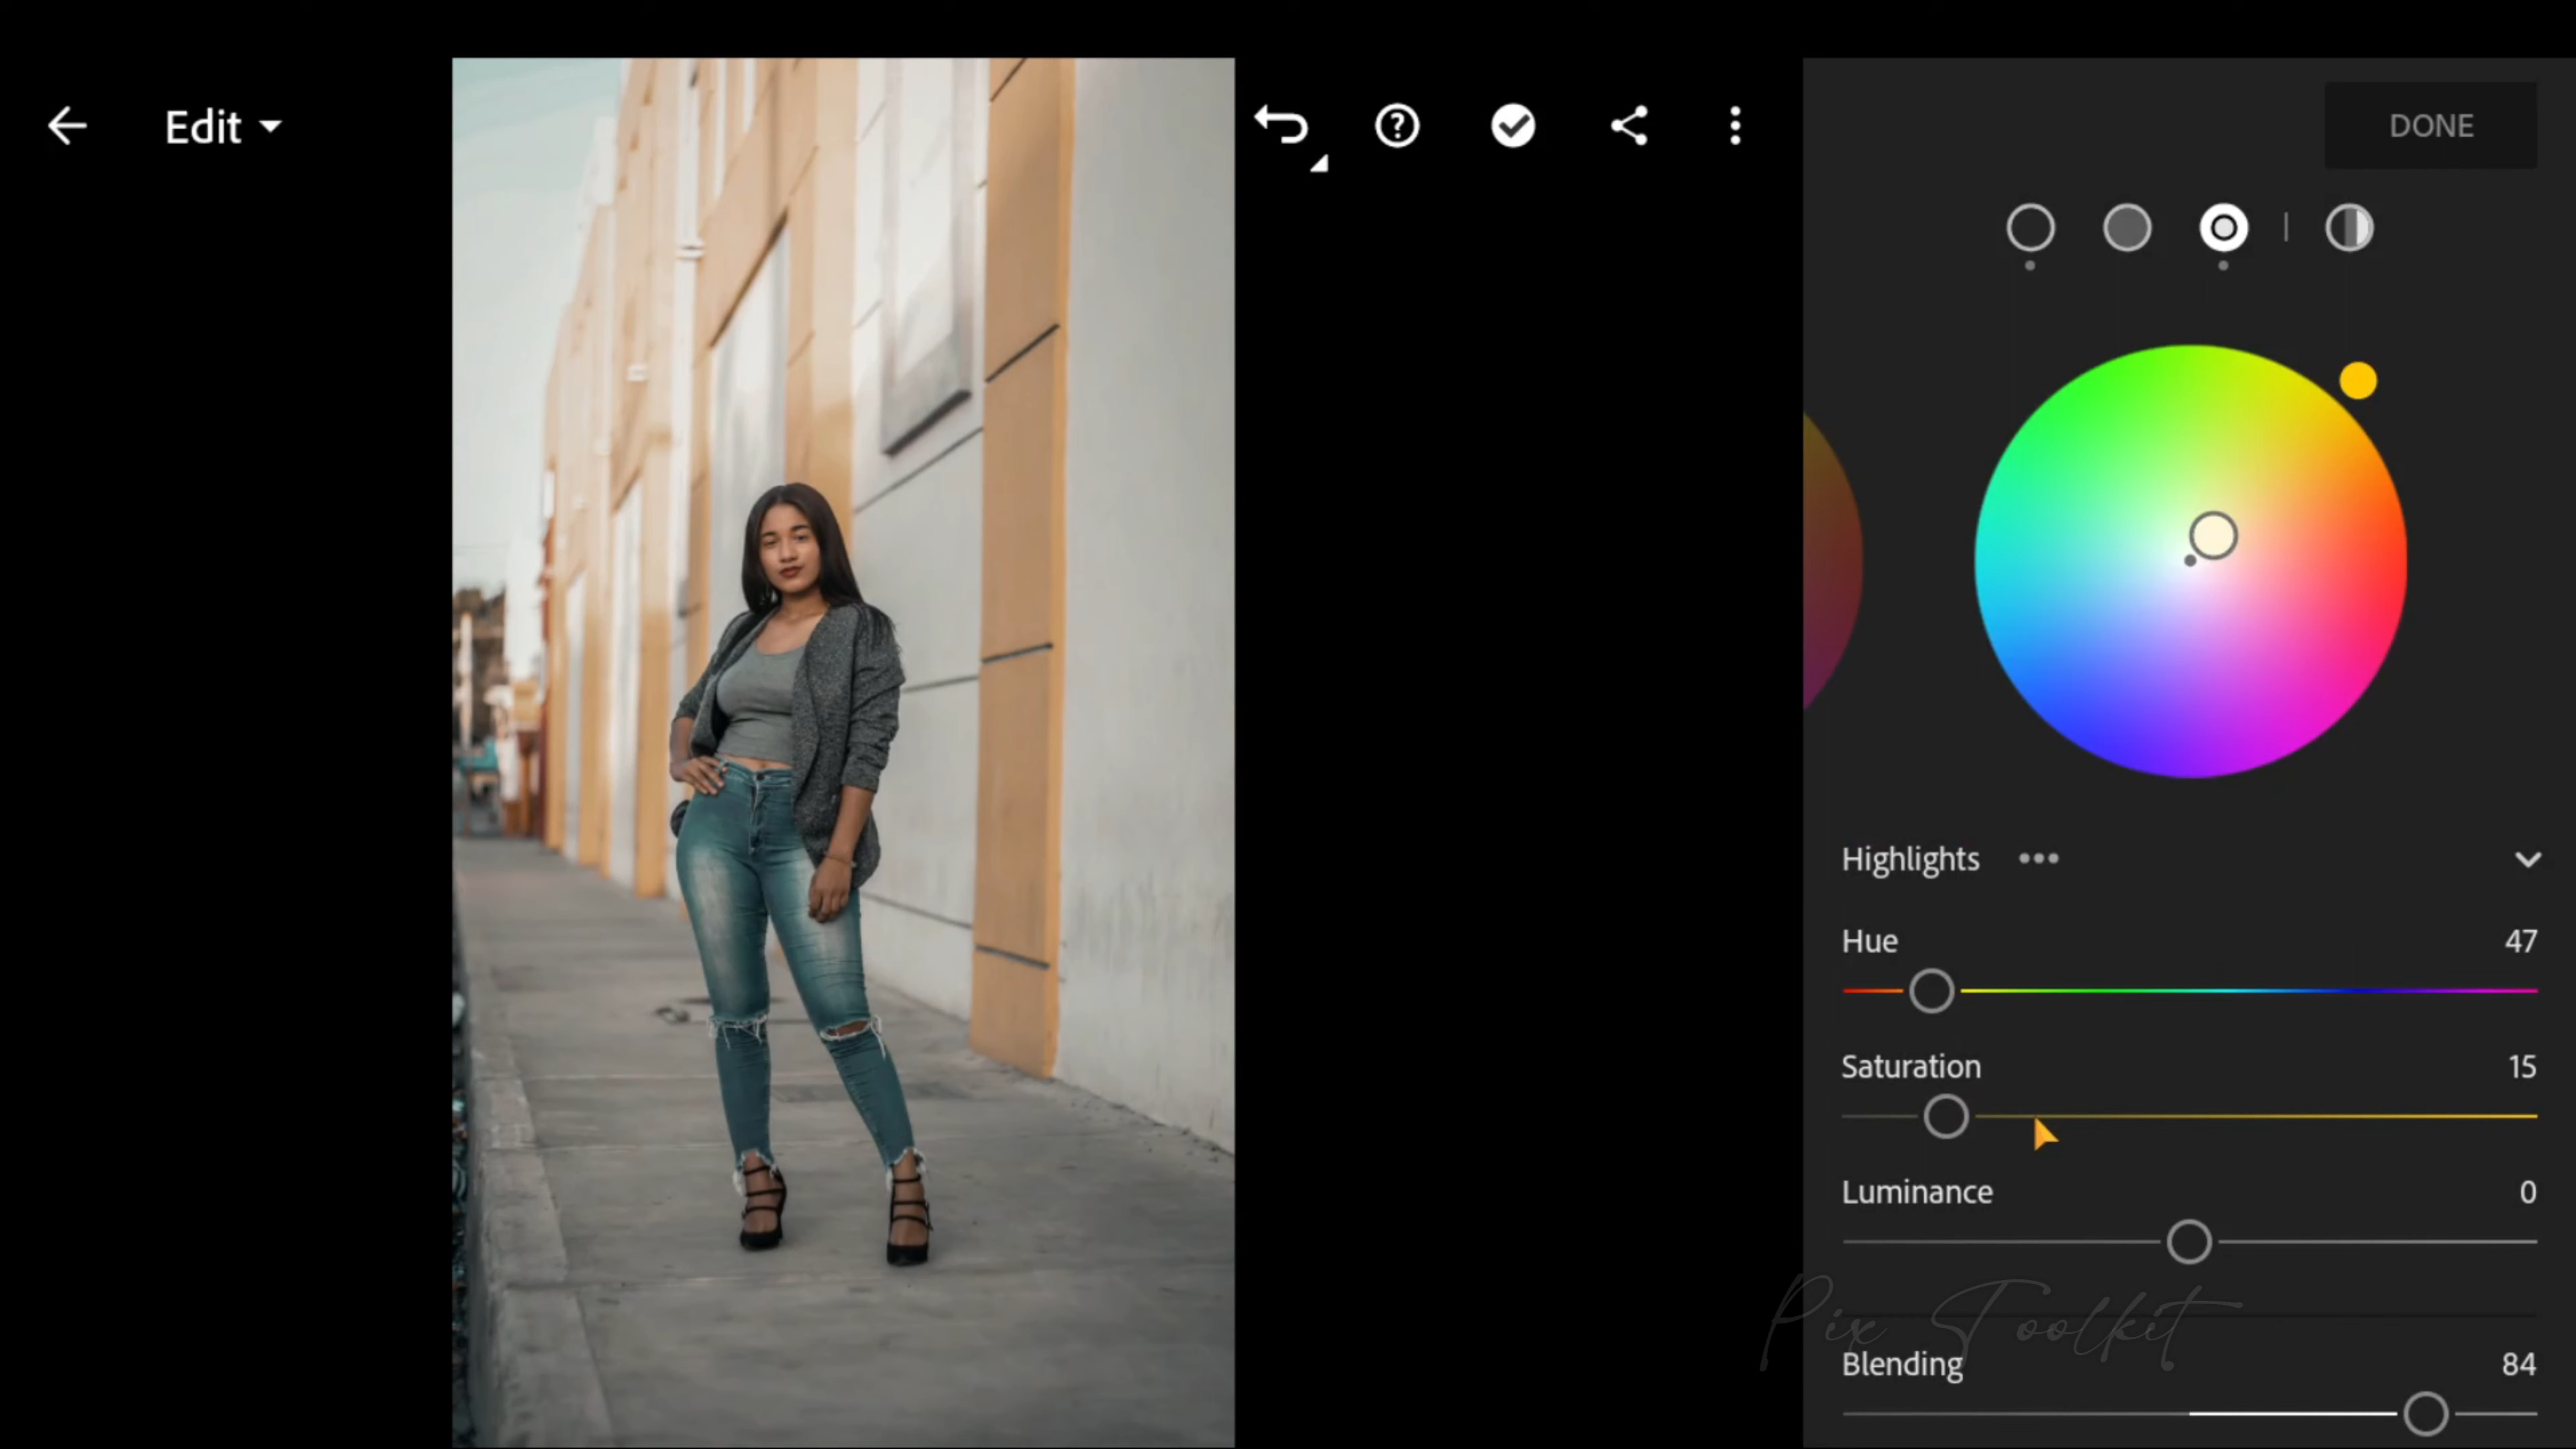 Edit
DONE
Highlights
Hue 47
Saturation 15
Luminance 0
Pix Toolkit
Blending 84